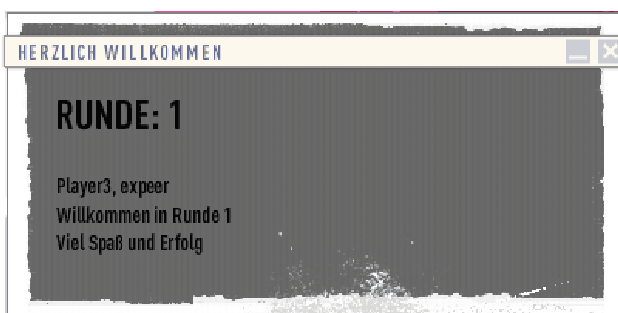 HERZLICH WILLKOMMEN
RUNDE: 1
Player3, expeer
Willkommen in Runde 1
Viel Spaß und Erfolg